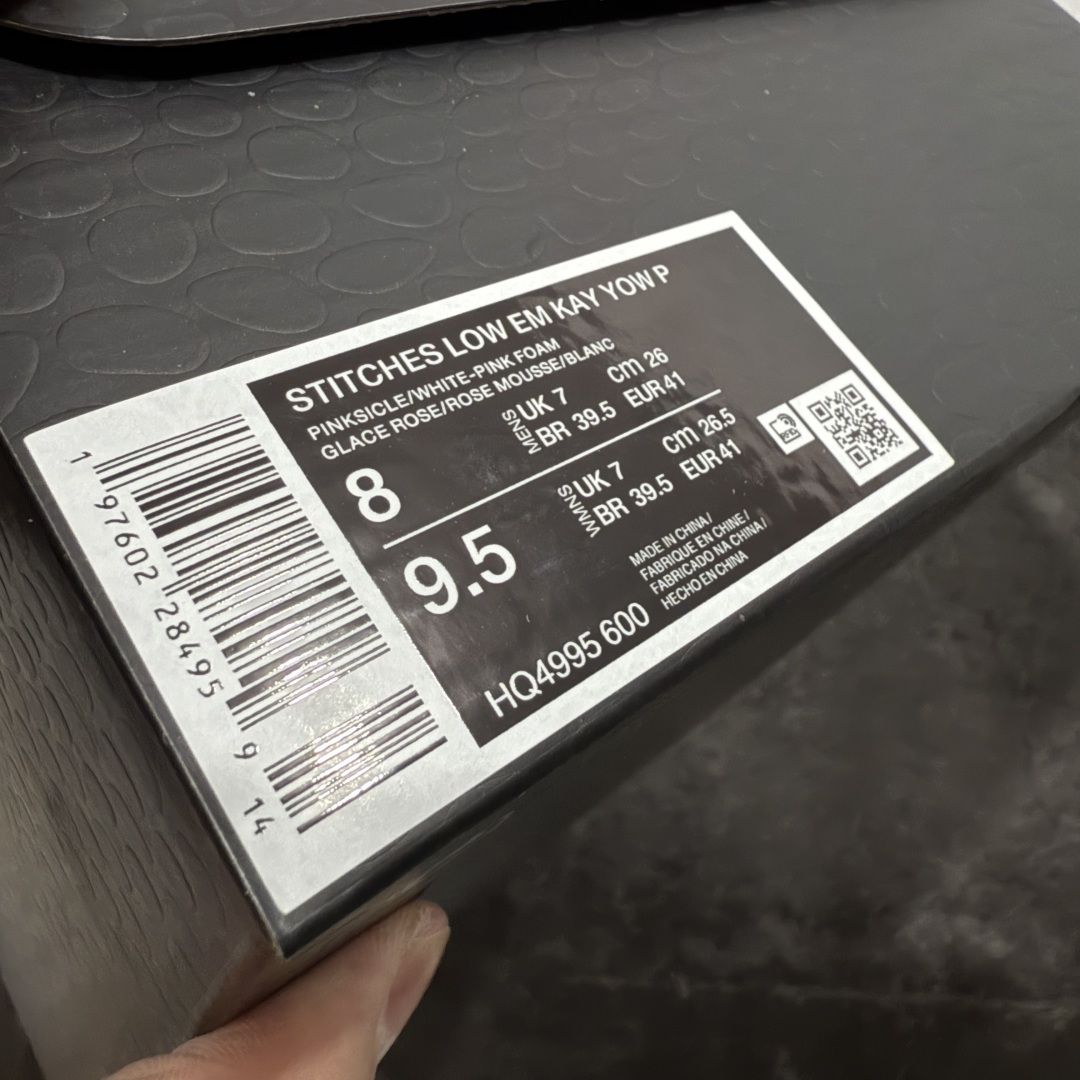 STITCHES LOW EM KAY YOW P
PINKSICLE/WHITE-PINK FOAM
GLACE ROSE/ROSE MOUSSE/BLANC
8
MENS
UK 7 cm 26
BR 39.5 EUR 41
9.5
WMNS
UK 7 cm 26.5
BR 39.5 EUR 41
HQ4995 600
MADE IN CHINA /
FABRIQUE EN CHINE /
FABRICADO NA CHINA /
HECHO EN CHINA
1 97602 28495 9 14